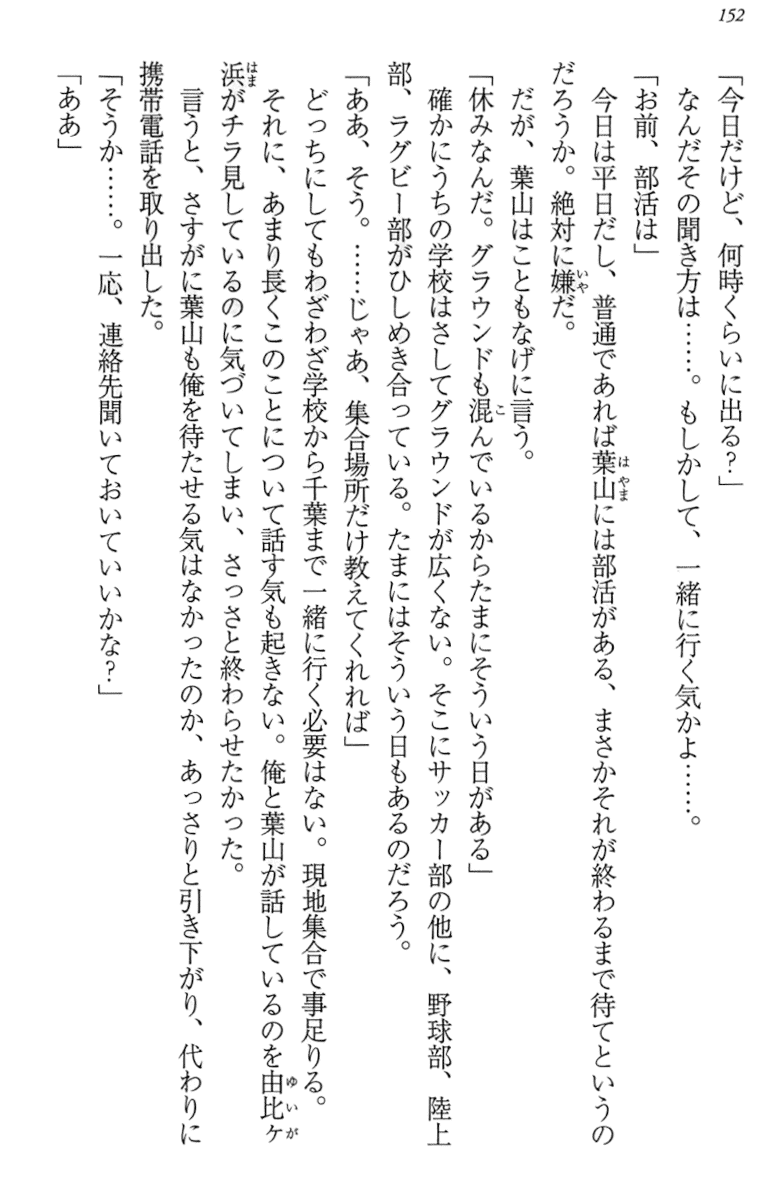 152
「今日だけど、何時くらいに出る？」
なんだその聞き方は……。もしかして、一緒に行く気かよ……。
「お前、部活は」
今日は平日だし、普通であれば葉山には部活がある、まさかそれが終わるまで待てというの
だろうか。絶対に嫌だ。
だが、葉山はこともなげに言う。
「休みなんだ。グラウンドも混んでいるからたまにそういう日がある」
確かにうちの学校はさしてグラウンドが広くない。そこにサッカー部の他に、野球部、陸上
部、ラグビー部がひしめき合っている。たまにはそういう日もあるのだろう。
「ああ、そう。……じゃあ、集合場所だけ教えてくれれば」
どっちにしてもわざわざ学校から千葉まで一緒に行く必要はない。現地集合で事足りる。
それに、あまり長くこのことについて話す気も起きない。俺と葉山が話しているのを由比ヶ
浜がチラ見しているのに気づいてしまい、さっさと終わらせたかった。
言うと、さすがに葉山も俺を待たせる気はなかったのか、あっさりと引き下がり、代わりに
携帯電話を取り出した。
「そうか……。一応、連絡先聞いておいていいかな？」
「ああ」